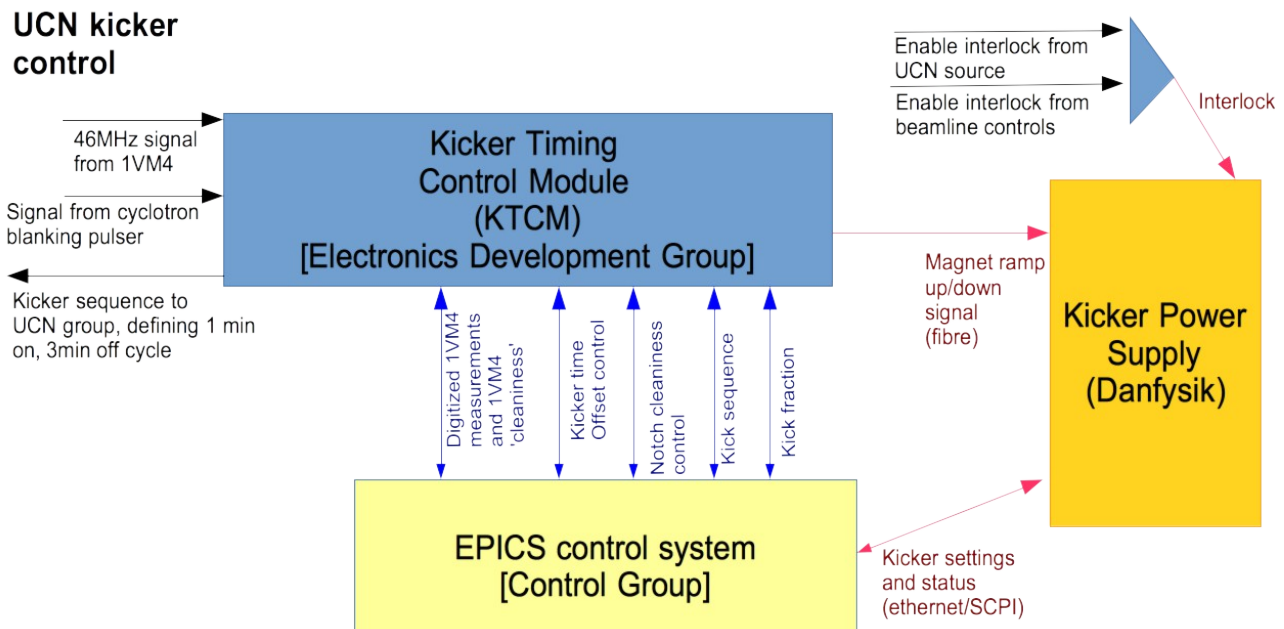 UCN kicker
control
Enable interlock from
UCN source
Enable interlock from
beamline controls
Interlock
46MHz signal
from 1VM4
Signal from cyclotron
blanking pulser
Kicker sequence to
UCN group, defining 1 min
on, 3min off cycle
Kicker Timing
Control Module
(KTCM)
[Electronics Development Group]
Magnet ramp
up/down
signal
(fibre)
Kicker Power
Supply
(Danfysik)
Digitized 1VM4
measurements
and 1VM4
'cleaniness'
Kicker time
Offset control
Notch cleaniness
control
Kick sequence
Kick fraction
EPICS control system
[Control Group]
Kicker settings
and status
(ethernet/SCPI)